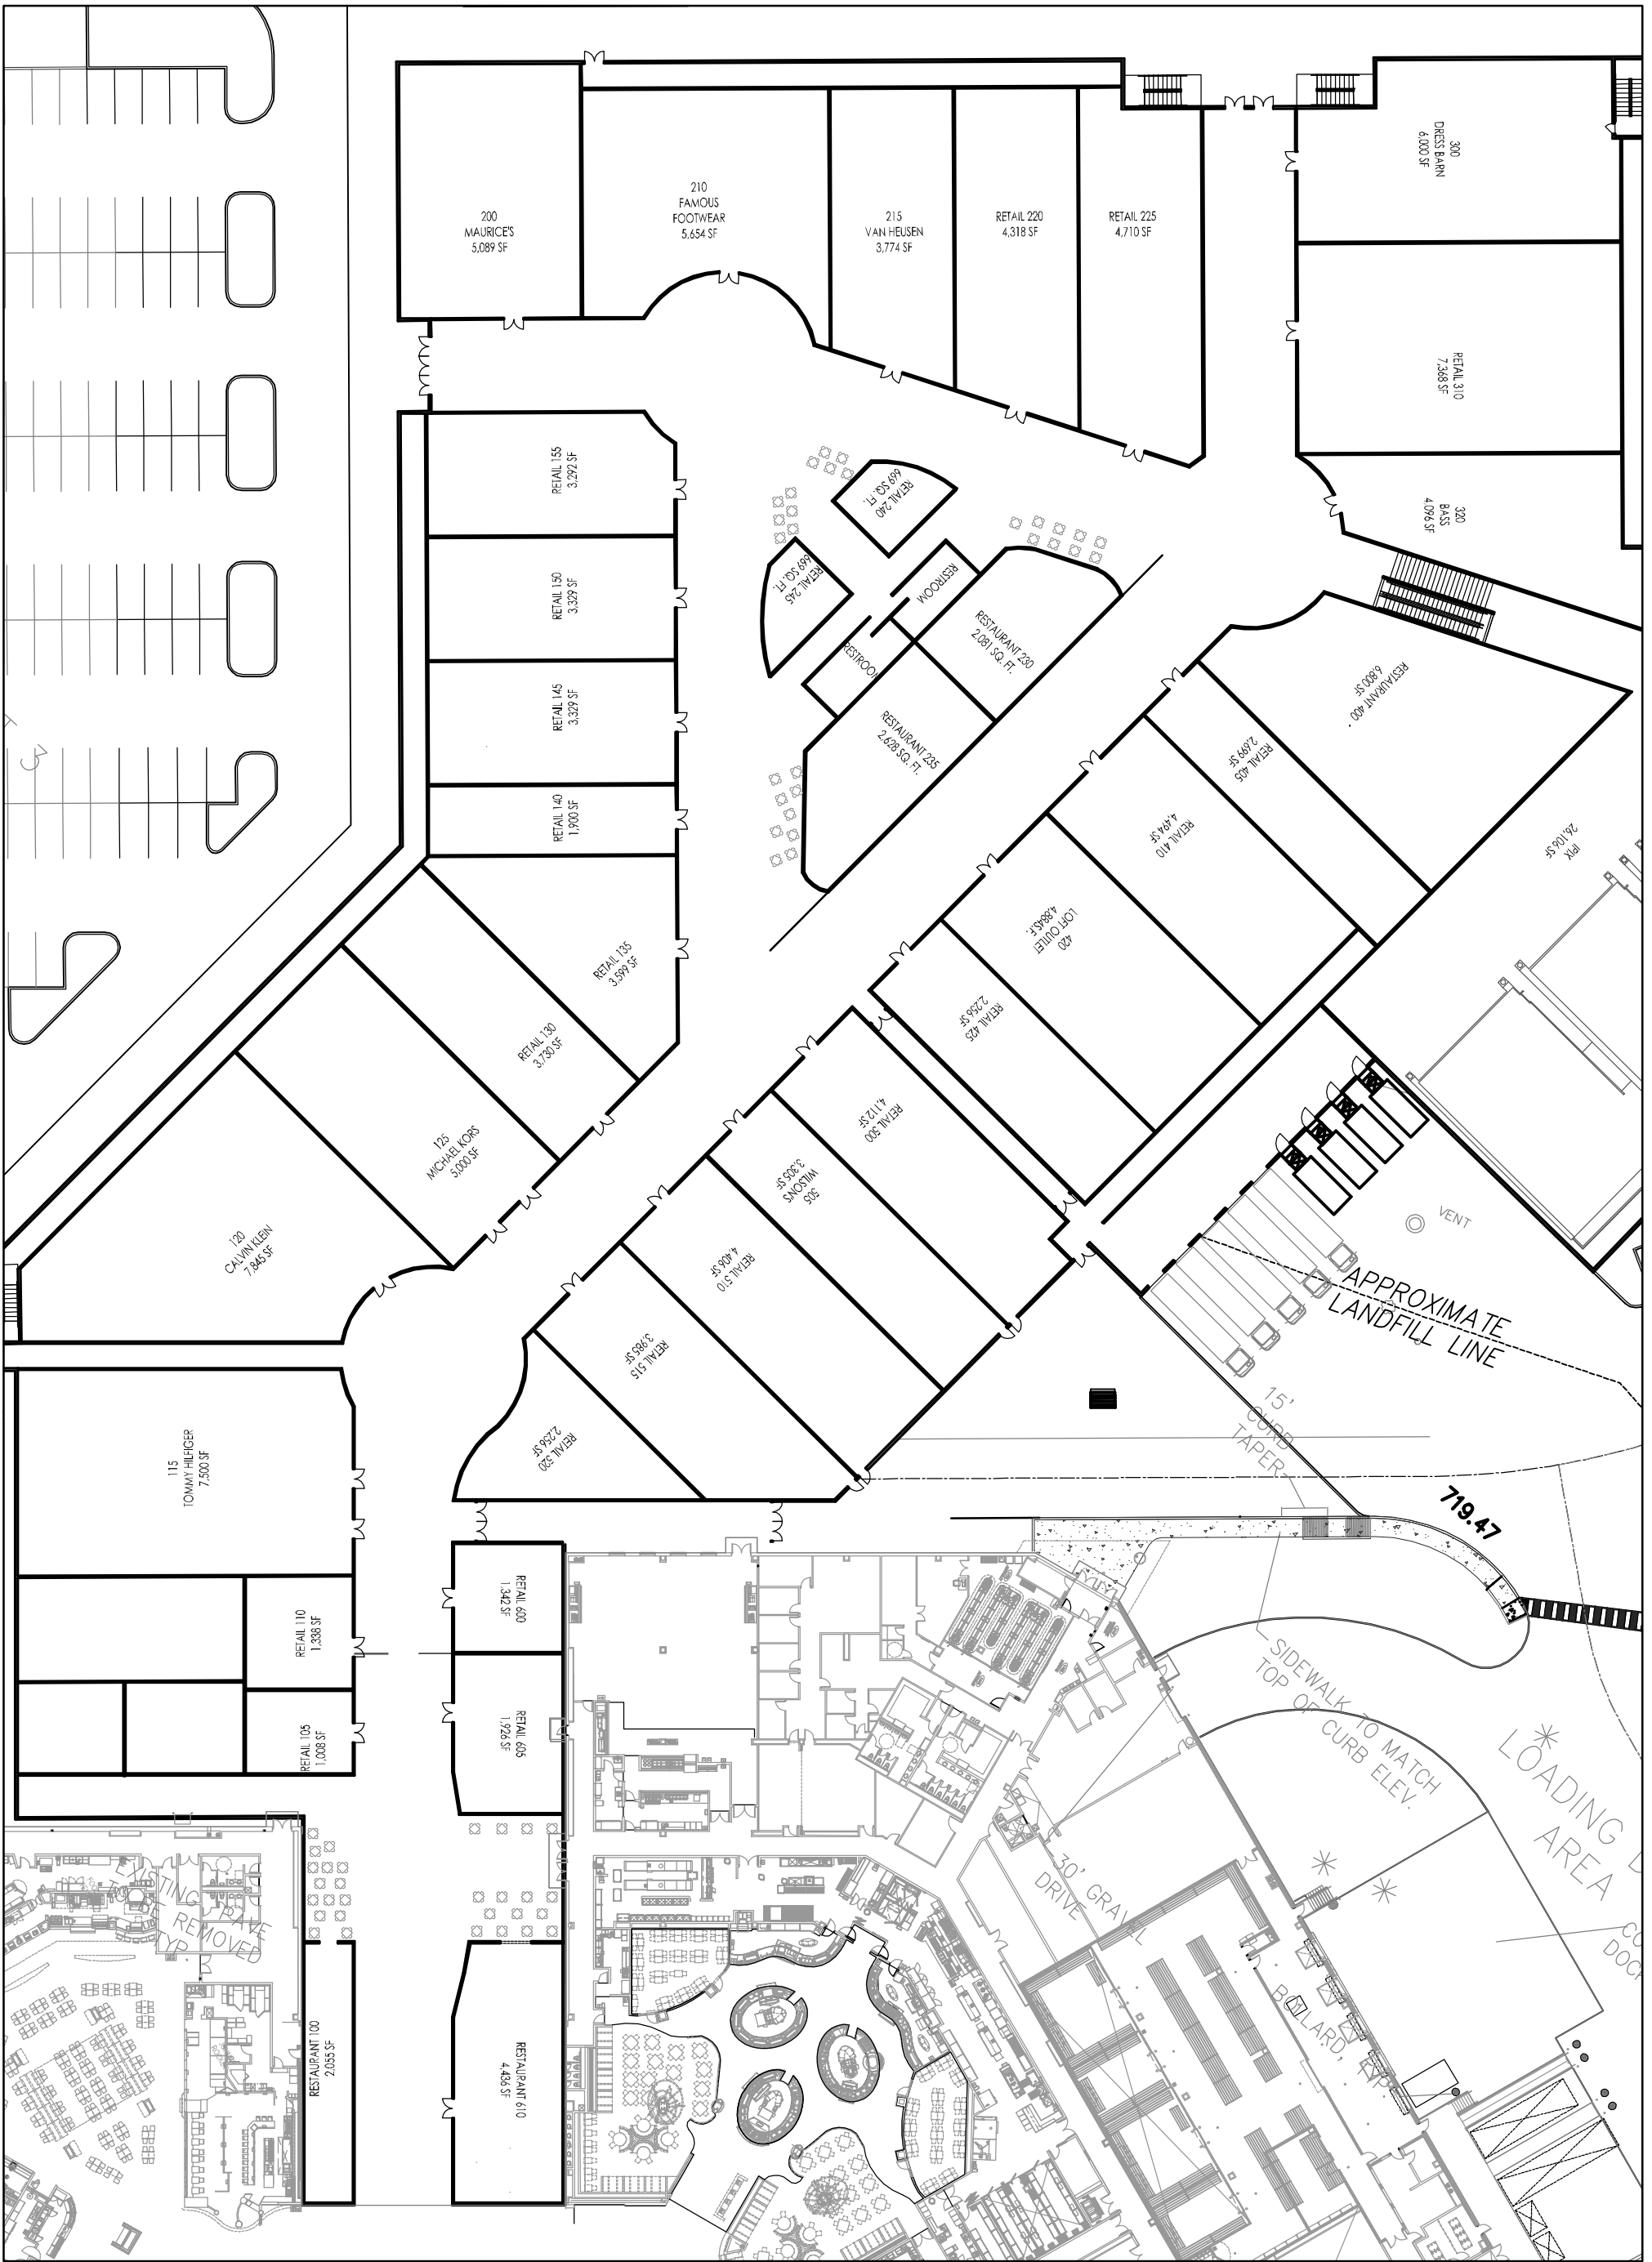 200
MAURICE'S
5,089 SF
210
FAMOUS
FOOTWEAR
5,654 SF
215
VAN HEUSEN
3,774 SF
RETAIL 220
4,318 SF
RETAIL 225
4,710 SF
300
DRESS BARN
6,000 SF
RETAIL 310
7,368 SF
320
BASS
4,096 SF
RETAIL 155
3,292 SF
RETAIL 150
3,329 SF
RETAIL 145
3,329 SF
RETAIL 140
1,900 SF
RETAIL 135
3,599 SF
RETAIL 130
3,730 SF
125
MICHAEL KORS
5,000 SF
120
CALVIN KLEIN
7,845 SF
RETAIL 240
669 SQ. FT.
RETAIL 245
669 SQ. FT.
RESTROOM
RESTROOM
RESTAURANT 230
2,081 SQ. FT.
RESTAURANT 235
2,628 SQ. FT.
RESTAURANT 400
6,800 SF
RETAIL 405
2,699 SF
RETAIL 410
4,494 SF
420
LOFT OUTLET
4,884S.F.
RETAIL 425
2,256 SF
IPIX
26,106 SF
RETAIL 500
4,112 SF
505
WILSON'S
3,305 SF
RETAIL 510
4,406 SF
RETAIL 515
3,985 SF
RETAIL 520
2,256 SF
VENT
APPROXIMATE
LANDFILL LINE
15'
CURB
TAPER
719.47
115
TOMMY HILFIGER
7,500 SF
RETAIL 110
1,338 SF
RETAIL 105
1,008 SF
RETAIL 600
1,342 SF
RETAIL 605
1,926 SF
SIDEWALK TO MATCH
TOP OF CURB ELEV.
LOADING
AREA
30' GRAVEL
DRIVE
EXISTING PAVE
TO BE REMOVED
TYP.
BOLLARD, TYP.
RESTAURANT 100
2,055 SF
RESTAURANT 610
4,436 SF